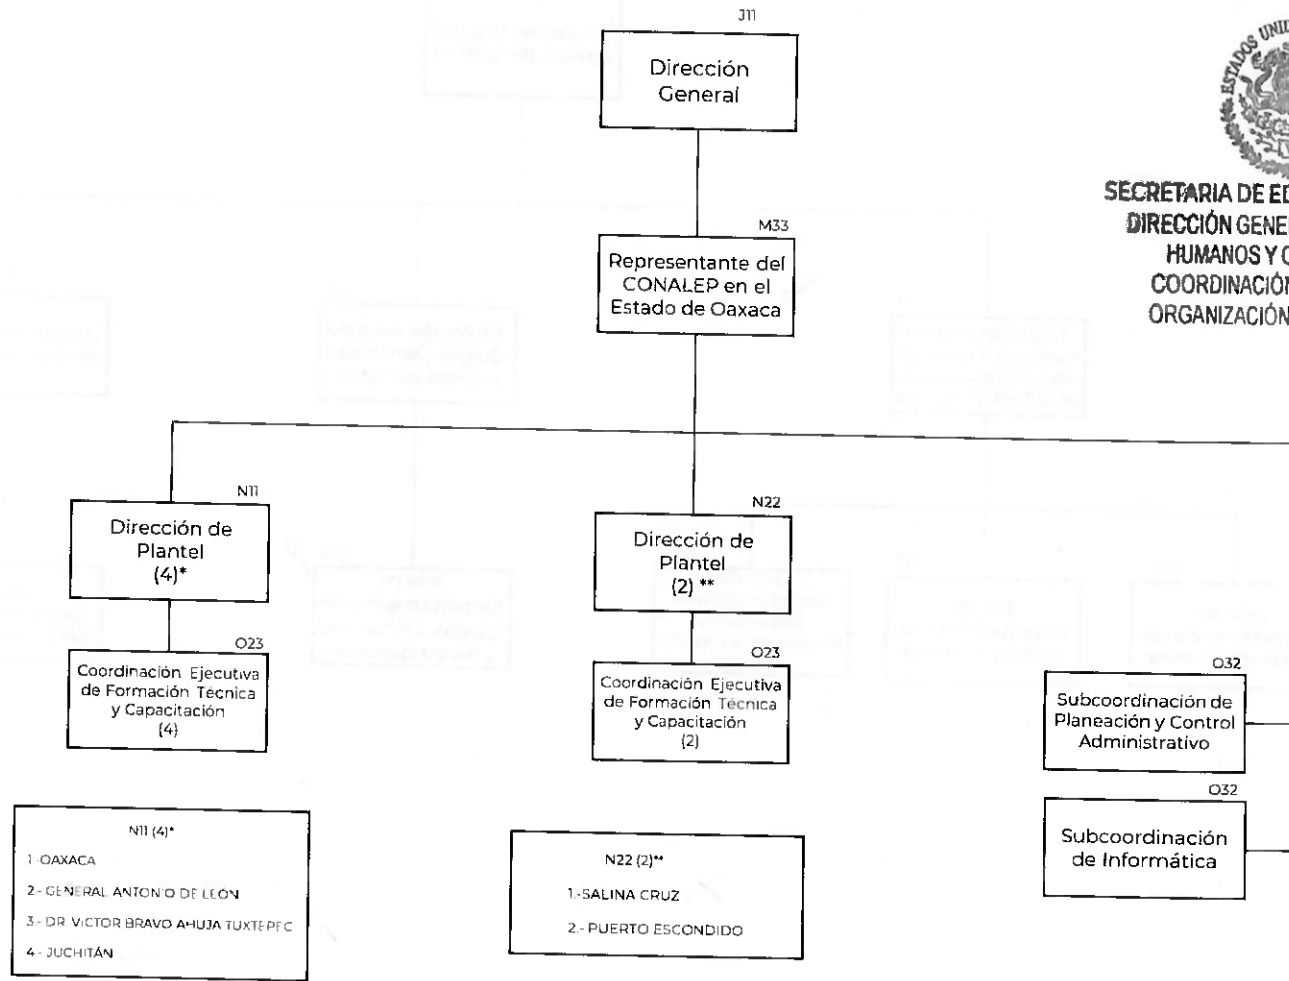 J11
Dirección
General
ESTADOS UNI
SECRETARIA DE ED
DIRECCIÓN GENE
HUMANOS Y
COORDINACIÓN
ORGANIZACIÓN
M33
Representante del
CONALEP en el
Estado de Oaxaca
N11
Dirección de
Plantel
(4)*
N22
Dirección de
Plantel
(2) **
O23
Coordinación Ejecutiva
de Formación Técnica
y Capacitación
(4)
O23
Coordinación Ejecutiva
de Formación Técnica
y Capacitación
(2)
O32
Subcoordinación de
Planeación y Control
Administrativo
O32
Subcoordinación
de Informática
N11 (4)*
1.-OAXACA
2.- GENERAL ANTONIO DE LEÓN
3.- DR. VICTOR BRAVO AHUJA TUXTEPEC
4.- JUCHITÁN
N22 (2)**
1.-SALINA CRUZ
2.- PUERTO ESCONDIDO